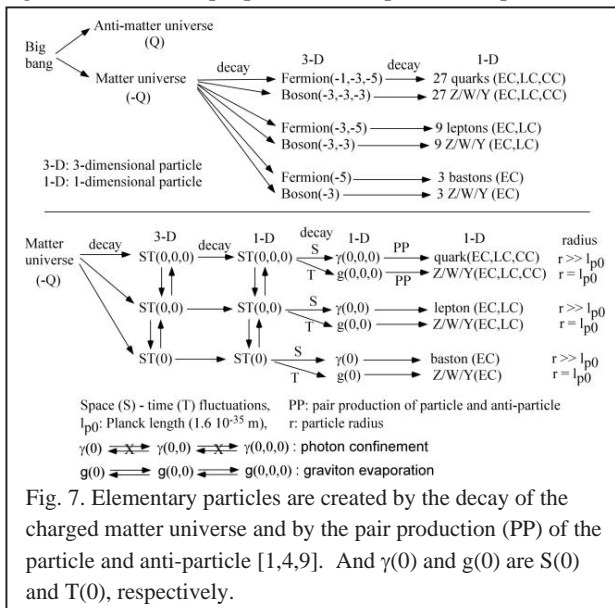 3-D 1-D
Big bang
Anti-matter universe (Q)
Matter universe (-Q)
decay
decay
Fermion(-1,-3,-5) 27 quarks (EC,LC,CC)
Boson(-3,-3,-3) 27 Z/W/Y (EC,LC,CC)
Fermion(-3,-5) 9 leptons (EC,LC)
Boson(-3,-3) 9 Z/W/Y (EC,LC)
Fermion(-5) 3 bastons (EC)
Boson(-3) 3 Z/W/Y (EC)
3-D: 3-dimensional particle
1-D: 1-dimensional particle
3-D 1-D decay 1-D 1-D radius
Matter universe (-Q)
decay ST(0,0,0) decay ST(0,0,0) S γ(0,0,0) PP quark(EC,LC,CC) r >> lp0
T g(0,0,0) PP Z/W/Y(EC,LC,CC) r = lp0
ST(0,0) ST(0,0) S γ(0,0) lepton (EC,LC) r >> lp0
T g(0,0) Z/W/Y(EC,LC) r = lp0
ST(0) ST(0) S γ(0) baston (EC) r >> lp0
T g(0) Z/W/Y(EC) r = lp0
Space (S) - time (T) fluctuations, PP: pair production of particle and anti-particle
lp0: Planck length (1.6 10-35 m), r: particle radius
γ(0) X γ(0,0) X γ(0,0,0) : photon confinement
g(0) g(0,0) g(0,0,0) : graviton evaporation
Fig. 7. Elementary particles are created by the decay of the
charged matter universe and by the pair production (PP) of the
particle and anti-particle [1,4,9]. And γ(0) and g(0) are S(0)
and T(0), respectively.